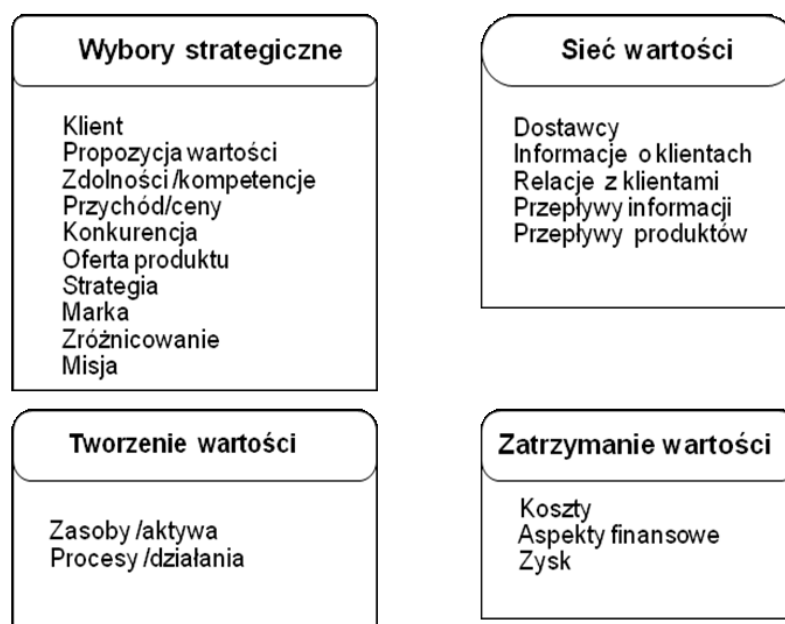 Wybory strategiczne
Klient
Propozycja wartości
Zdolności /kompetencje
Przychód/ceny
Konkurencja
Oferta produktu
Strategia
Marka
Zróżnicowanie
Misja
Sieć wartości
Dostawcy
Informacje o klientach
Relacje z klientami
Przepływy informacji
Przepływy produktów
Tworzenie wartości
Zasoby /aktywa
Procesy /działania
Zatrzymanie wartości
Koszty
Aspekty finansowe
Zysk